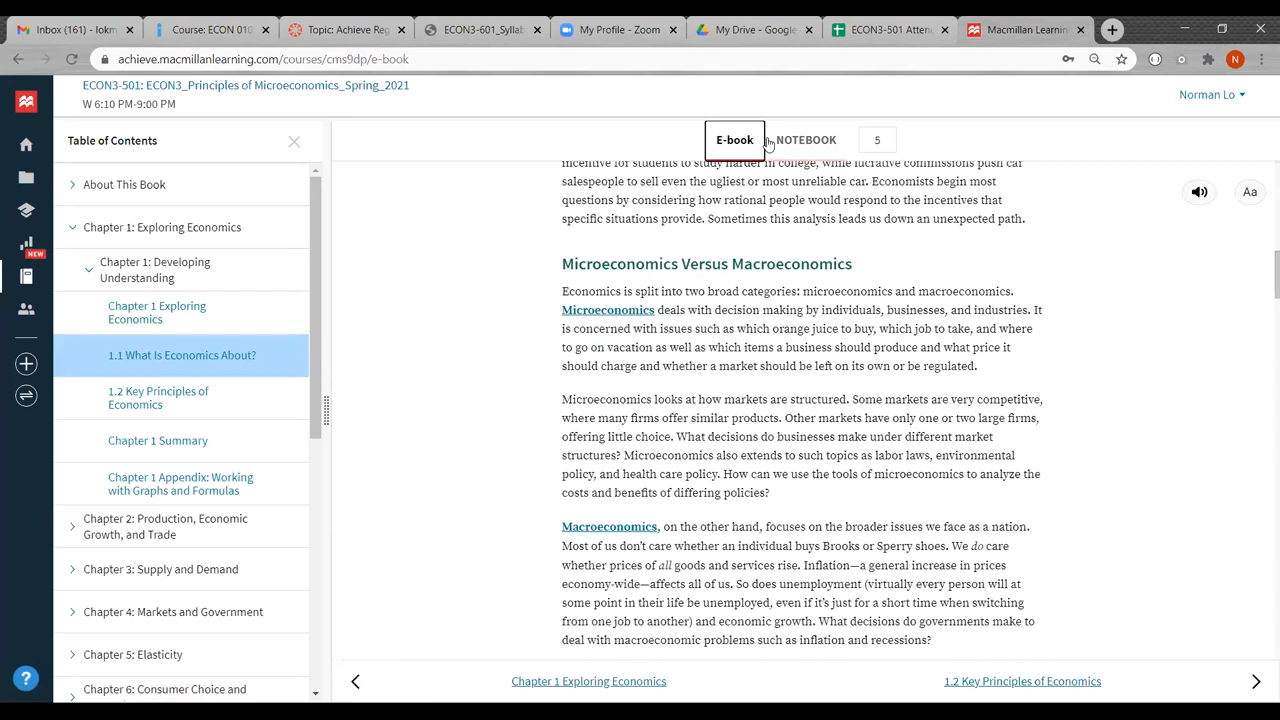 Inbox (161) - lokm
Course: ECON 010
Topic: Achieve Reg
ECON3-601_Syllab
My Profile - Zoom
My Drive - Google
ECON3-501 Atten
Macmillan Learnin
achieve.macmillanlearning.com/courses/cms9dp/e-book
N
ECON3-501: ECON3_Principles of Microeconomics_Spring_2021
W 6:10 PM-9:00 PM
Norman Lo
NEW
Table of Contents
About This Book
Chapter 1: Exploring Economics
Chapter 1: Developing
Understanding
Chapter 1 Exploring
Economics
1.1 What Is Economics About?
1.2 Key Principles of
Economics
Chapter 1 Summary
Chapter 1 Appendix: Working
with Graphs and Formulas
Chapter 2: Production, Economic
Growth, and Trade
Chapter 3: Supply and Demand
Chapter 4: Markets and Government
Chapter 5: Elasticity
Chapter 6: Consumer Choice and
?
E-book
NOTEBOOK
5
Aa
incentive for students to study harder in college, while lucrative commissions push car
salespeople to sell even the ugliest or most unreliable car. Economists begin most
questions by considering how rational people would respond to the incentives that
specific situations provide. Sometimes this analysis leads us down an unexpected path.
Microeconomics Versus Macroeconomics
Economics is split into two broad categories: microeconomics and macroeconomics.
Microeconomics deals with decision making by individuals, businesses, and industries. It
is concerned with issues such as which orange juice to buy, which job to take, and where
to go on vacation as well as which items a business should produce and what price it
should charge and whether a market should be left on its own or be regulated.
Microeconomics looks at how markets are structured. Some markets are very competitive,
where many firms offer similar products. Other markets have only one or two large firms,
offering little choice. What decisions do businesses make under different market
structures? Microeconomics also extends to such topics as labor laws, environmental
policy, and health care policy. How can we use the tools of microeconomics to analyze the
costs and benefits of differing policies?
Macroeconomics, on the other hand, focuses on the broader issues we face as a nation.
Most of us don't care whether an individual buys Brooks or Sperry shoes. We do care
whether prices of all goods and services rise. Inflation—a general increase in prices
economy-wide—affects all of us. So does unemployment (virtually every person will at
some point in their life be unemployed, even if it's just for a short time when switching
from one job to another) and economic growth. What decisions do governments make to
deal with macroeconomic problems such as inflation and recessions?
Chapter 1 Exploring Economics
1.2 Key Principles of Economics